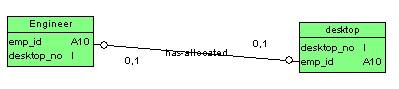 Engineer
emp_id A10
desktop_no I
0,1
has-allocated
0,1
desktop
desktop_no I
emp_id A10